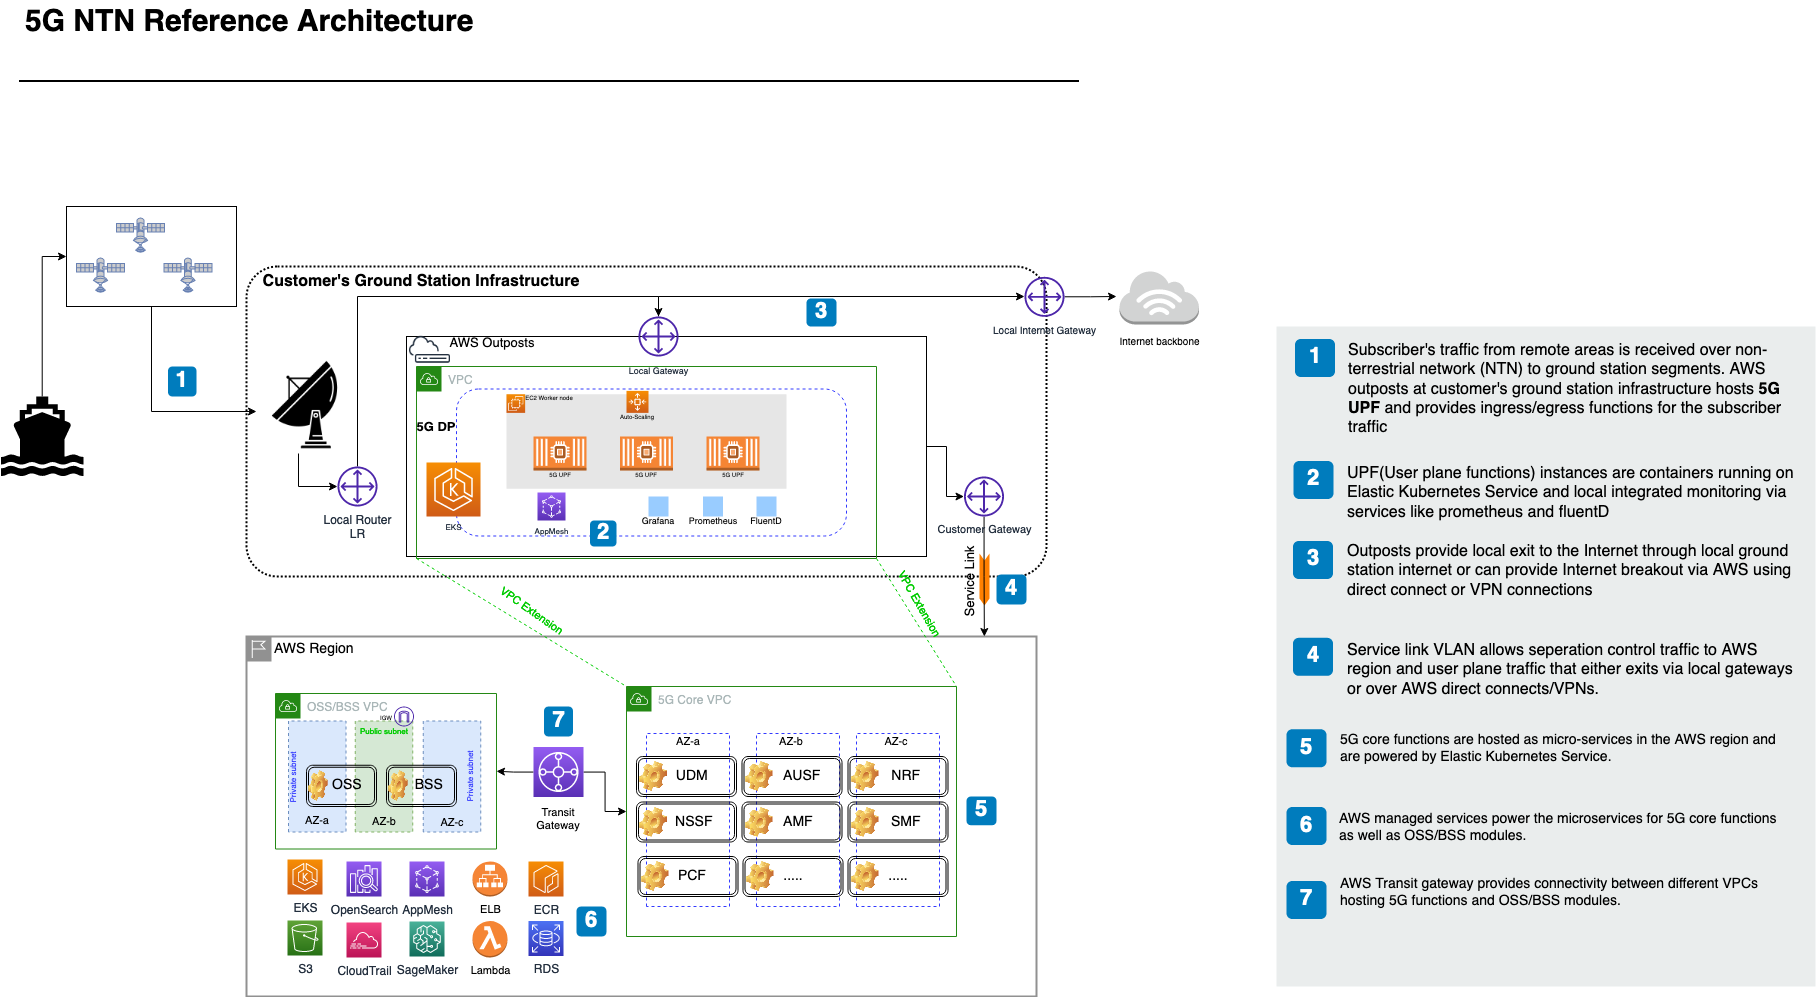 5G NTN Reference Architecture
Customer's Ground Station Infrastructure
1
3
Local Internet Gateway
Internet backbone
AWS Outposts
Local Gateway
VPC
EC2 Worker node
Auto-Scaling
5G DP
5G UPF
5G UPF
5G UPF
EKS
AppMesh
Grafana
Prometheus
FluentD
2
Local Router
LR
Customer Gateway
Service Link
4
VPC Extension
VPC Extension
AWS Region
OSS/BSS VPC
IGW
Public subnet
Private subnet
Private subnet
OSS
BSS
AZ-a
AZ-b
AZ-c
7
Transit
Gateway
5G Core VPC
AZ-a
AZ-b
AZ-c
UDM
AUSF
NRF
NSSF
AMF
SMF
PCF
.....
.....
5
EKS
OpenSearch
AppMesh
ELB
ECR
6
S3
CloudTrail
SageMaker
Lambda
RDS
1
Subscriber's traffic from remote areas is received over non-
terrestrial network (NTN) to ground station segments. AWS
outposts at customer's ground station infrastructure hosts 5G
UPF and provides ingress/egress functions for the subscriber
traffic
2
UPF(User plane functions) instances are containers running on
Elastic Kubernetes Service and local integrated monitoring via
services like prometheus and fluentD
3
Outposts provide local exit to the Internet through local ground
station internet or can provide Internet breakout via AWS using
direct connect or VPN connections
4
Service link VLAN allows seperation control traffic to AWS
region and user plane traffic that either exits via local gateways
or over AWS direct connects/VPNs.
5
5G core functions are hosted as micro-services in the AWS region and
are powered by Elastic Kubernetes Service.
6
AWS managed services power the microservices for 5G core functions
as well as OSS/BSS modules.
7
AWS Transit gateway provides connectivity between different VPCs
hosting 5G functions and OSS/BSS modules.